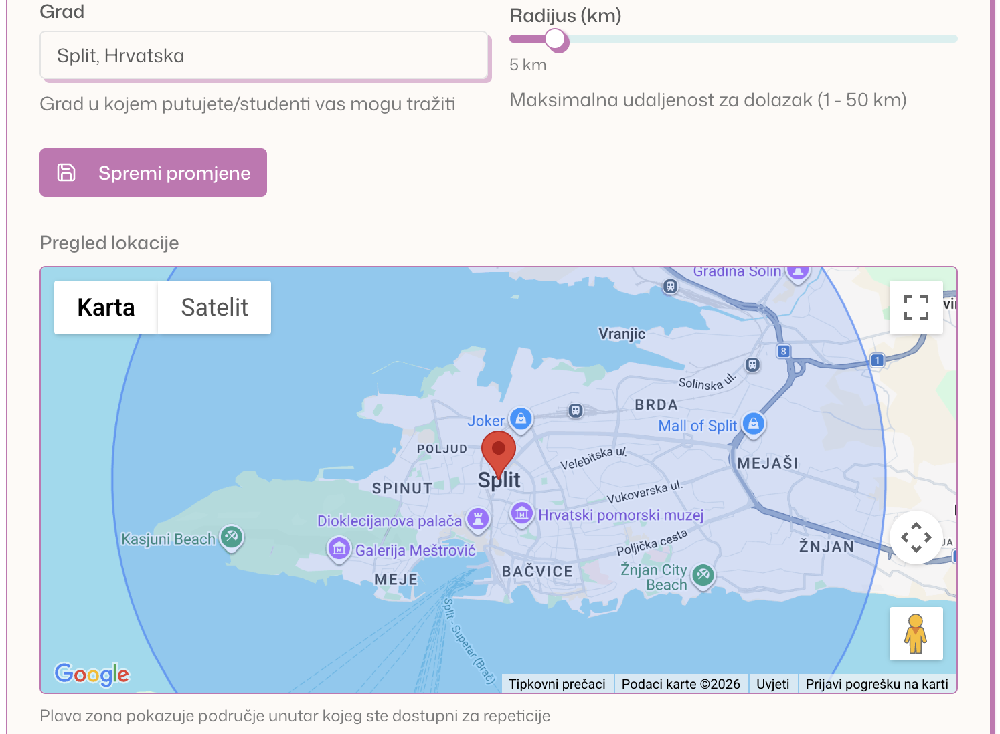 Grad
Split, Hrvatska
Grad u kojem putujete/studenti vas mogu tražiti
Radijus (km)
5 km
Maksimalna udaljenost za dolazak (1 - 50 km)
Spremi promjene
Pregled lokacije
Karta
Satelit
Gradina Solin
Vranjic
8
1
Solinska ul.
BRDA
Joker
Mall of Split
POLJUD
Velebitska ul.
MEJAŠI
Split
SPINUT
Vukovarska ul.
Dioklecijanova palača
Hrvatski pomorski muzej
Kasjuni Beach
Galerija Meštrović
Poljička cesta
ŽNJAN
MEJE
BAČVICE
Žnjan City
Beach
Split - Supetar (Brač)
Google
Tipkovni prečaci
Podaci karte ©2026
Uvjeti
Prijavi pogrešku na karti
Plava zona pokazuje područje unutar kojeg ste dostupni za repeticije